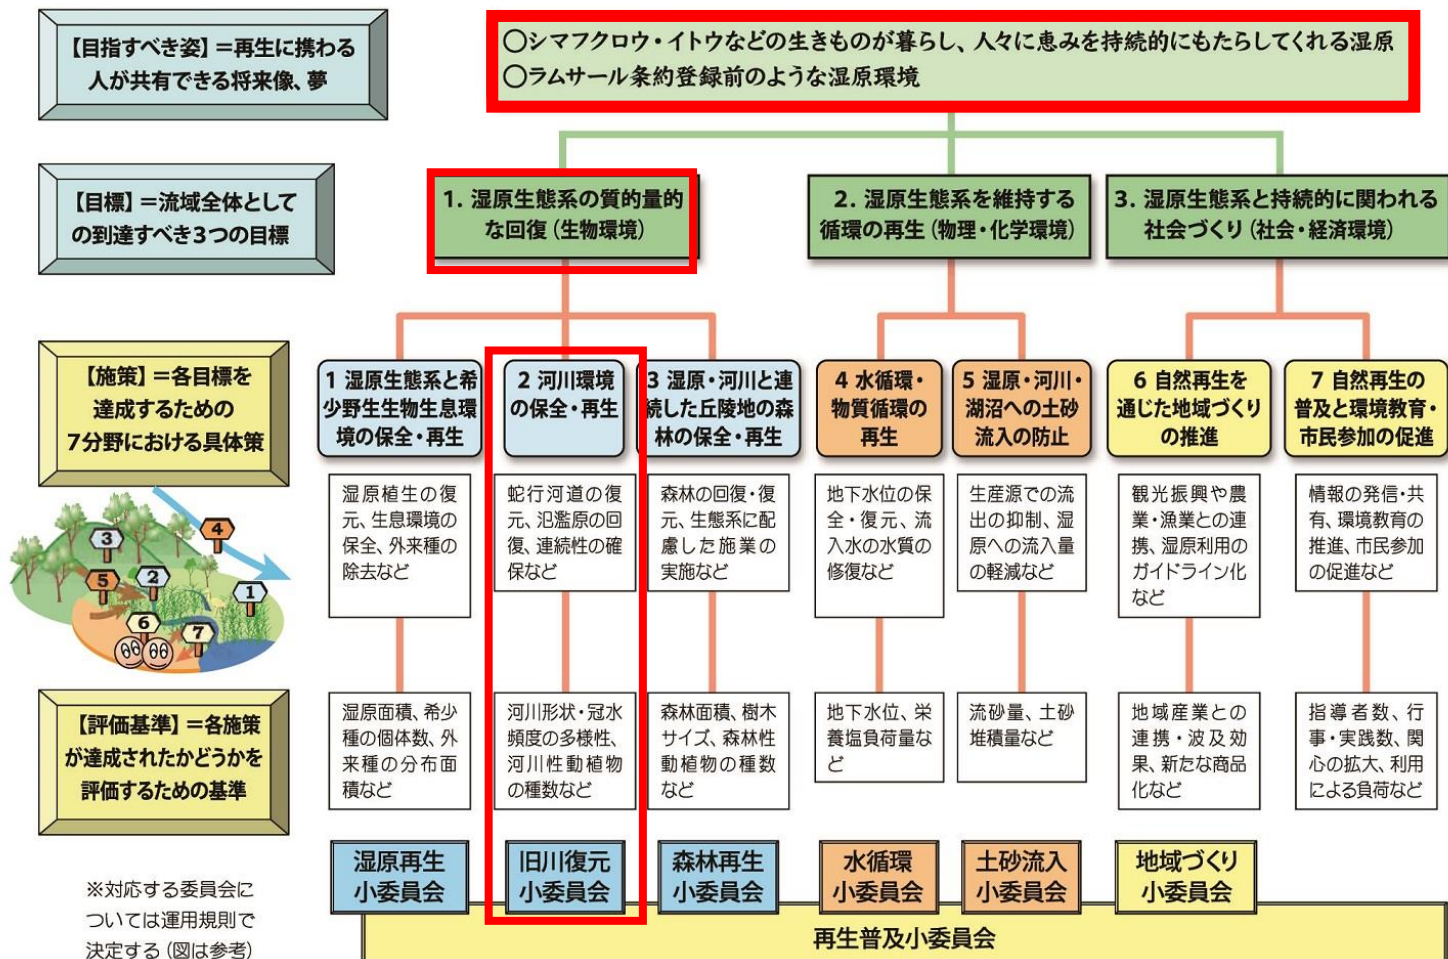 【目指すべき姿】＝再生に携わる
人が共有できる将来像、夢
○シマフクロウ・イトウなどの生きものが暮らし、人々に恵みを持続的にもたらしてくれる湿原
○ラムサール条約登録前のような湿原環境
【目標】＝流域全体として
の到達すべき3つの目標
1. 湿原生態系の質的量的
な回復（生物環境）
2. 湿原生態系を維持する
循環の再生（物理・化学環境）
3. 湿原生態系と持続的に関われる
社会づくり（社会・経済環境）
【施策】＝各目標を
達成するための
7分野における具体策
1 湿原生態系と希
少野生生物生息環
境の保全・再生
2 河川環境
の保全・再生
3 湿原・河川と連
続した丘陵地の森
林の保全・再生
4 水循環・
物質循環の
再生
5 湿原・河川・
湖沼への土砂
流入の防止
6 自然再生を
通じた地域づくり
の推進
7 自然再生の
普及と環境教育・
市民参加の促進
湿原植生の復
元、生息環境の
保全、外来種の
除去など
蛇行河道の復
元、氾濫原の回
復、連続性の確
保など
森林の回復・復
元、生態系に配
慮した施業の
実施など
地下水位の保
全・復元、流
入水の水質の
修復など
生産源での流
出の抑制、湿
原への流入量
の軽減など
観光振興や農
業・漁業との連
携、湿原利用の
ガイドライン化
など
情報の発信・共
有、環境教育の
推進、市民参加
の促進など
3
4
5
2
1
6
7
【評価基準】＝各施策
が達成されたかどうかを
評価するための基準
湿原面積、希少
種の個体数、外
来種の分布面
積など
河川形状・冠水
頻度の多様性、
河川性動植物
の種数など
森林面積、樹木
サイズ、森林性
動植物の種数
など
地下水位、栄
養塩負荷量な
ど
流砂量、土砂
堆積量など
地域産業との
連携・波及効
果、新たな商品
化など
指導者数、行
事・実践数、関
心の拡大、利用
による負荷など
湿原再生
小委員会
旧川復元
小委員会
森林再生
小委員会
水循環
小委員会
土砂流入
小委員会
地域づくり
小委員会
再生普及小委員会
※対応する委員会に
ついては運用規則で
決定する（図は参考）